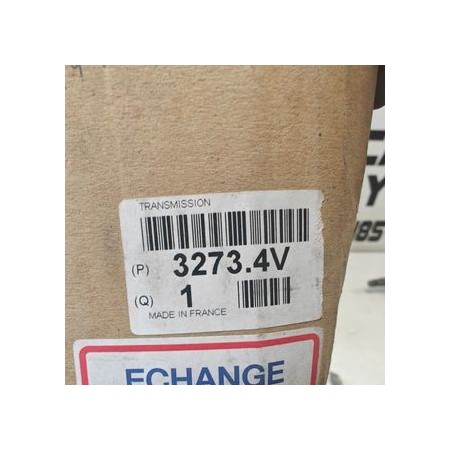 TRANSMISSION
(P) 3273.4V
(Q) 1
MADE IN FRANCE
ECHANGE